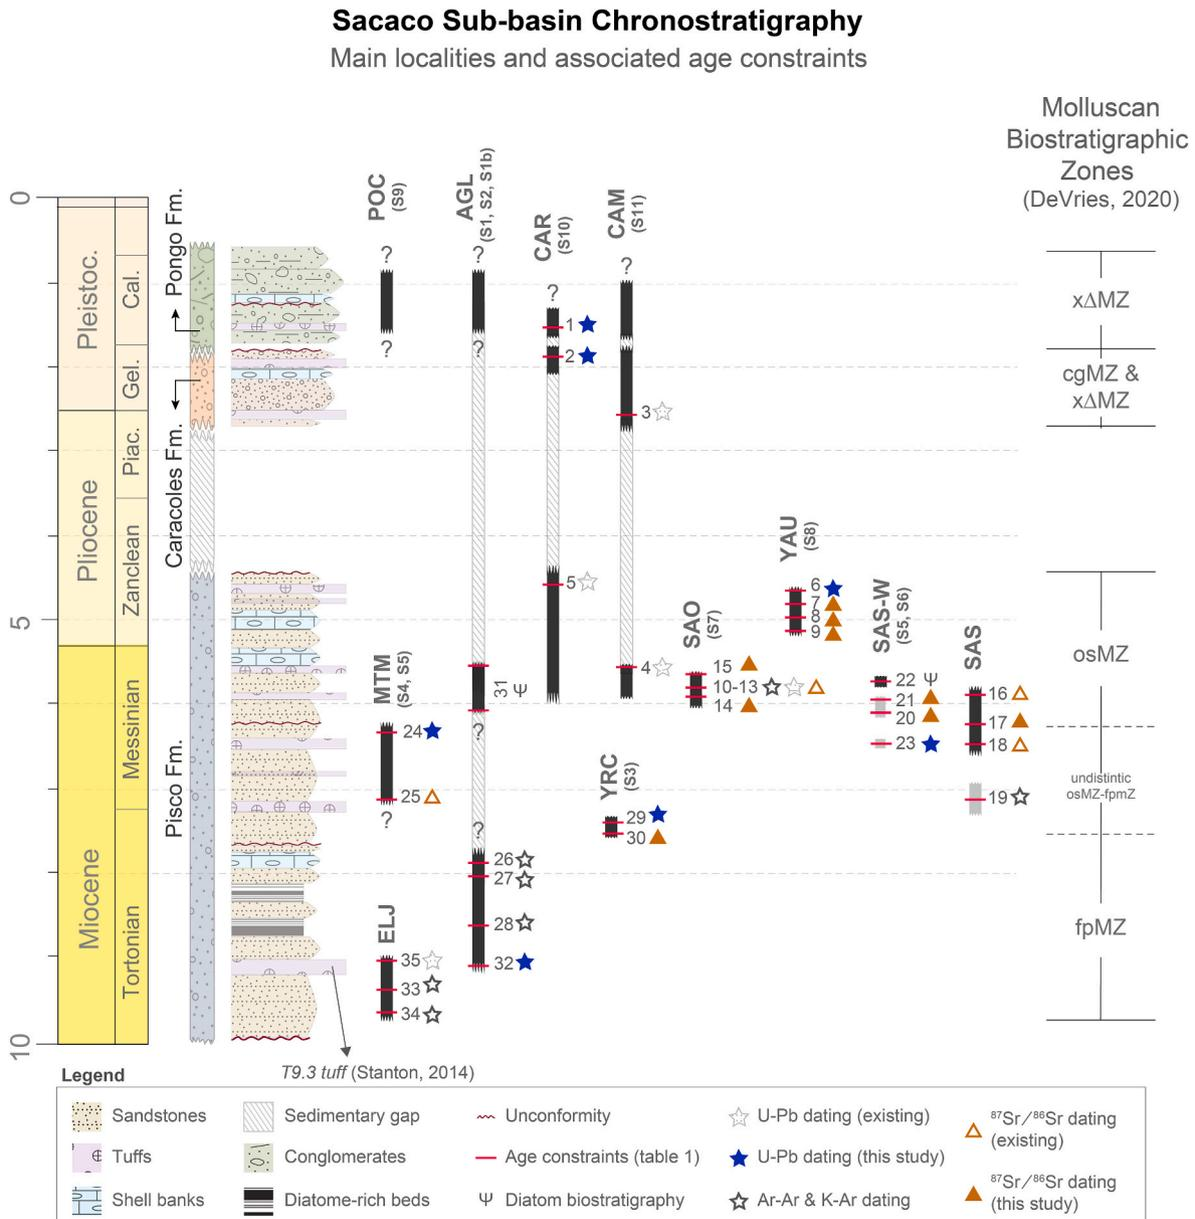 Sacaco Sub-basin Chronostratigraphy
Main localities and associated age constraints
Molluscan
Biostratigraphic
Zones
(DeVries, 2020)
0
5
10
Pleistoc.
Pliocene
Miocene
Cal.
Gel.
Piac.
Zanclean
Messinian
Tortonian
Pongo Fm.
Caracoles Fm.
Pisco Fm.
POC
(S9)
?
?
AGL
(S1, S2, S1b)
?
?
31 Ψ
?
?
26
27
28
32
CAR
(S10)
?
1
2
5
CAM
(S11)
?
3
4
SAO
(S7)
15
10-13
14
YAU
(S8)
6
7
8
9
SAS-W
(S5, S6)
22 Ψ
21
20
23
SAS
16
17
18
19
MTM
(S4, S5)
24
25
?
YRC
(S3)
29
30
ELJ
35
33
34
xΔMZ
cgMZ &
xΔMZ
osMZ
undistintic
osMZ-fpmZ
fpMZ
T9.3 tuff (Stanton, 2014)
Legend
Sandstones
Tuffs
Shell banks
Sedimentary gap
Conglomerates
Diatome-rich beds
Unconformity
Age constraints (table 1)
Ψ Diatom biostratigraphy
U-Pb dating (existing)
U-Pb dating (this study)
Ar-Ar & K-Ar dating
⁸⁷Sr/⁸⁶Sr dating
(existing)
⁸⁷Sr/⁸⁶Sr dating
(this study)